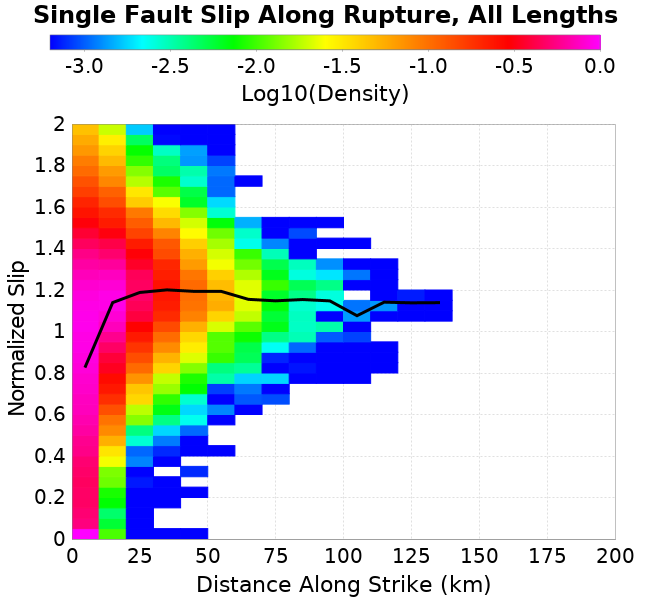 Single Fault Slip Along Rupture, All Lengths
-3.0 -2.5 -2.0 -1.5 -1.0 -0.5 0.0
Log10(Density)
2
1.8
1.6
1.4
1.2
1
0.8
0.6
0.4
0.2
0
Normalized Slip
0 25 50 75 100 125 150 175 200
Distance Along Strike (km)